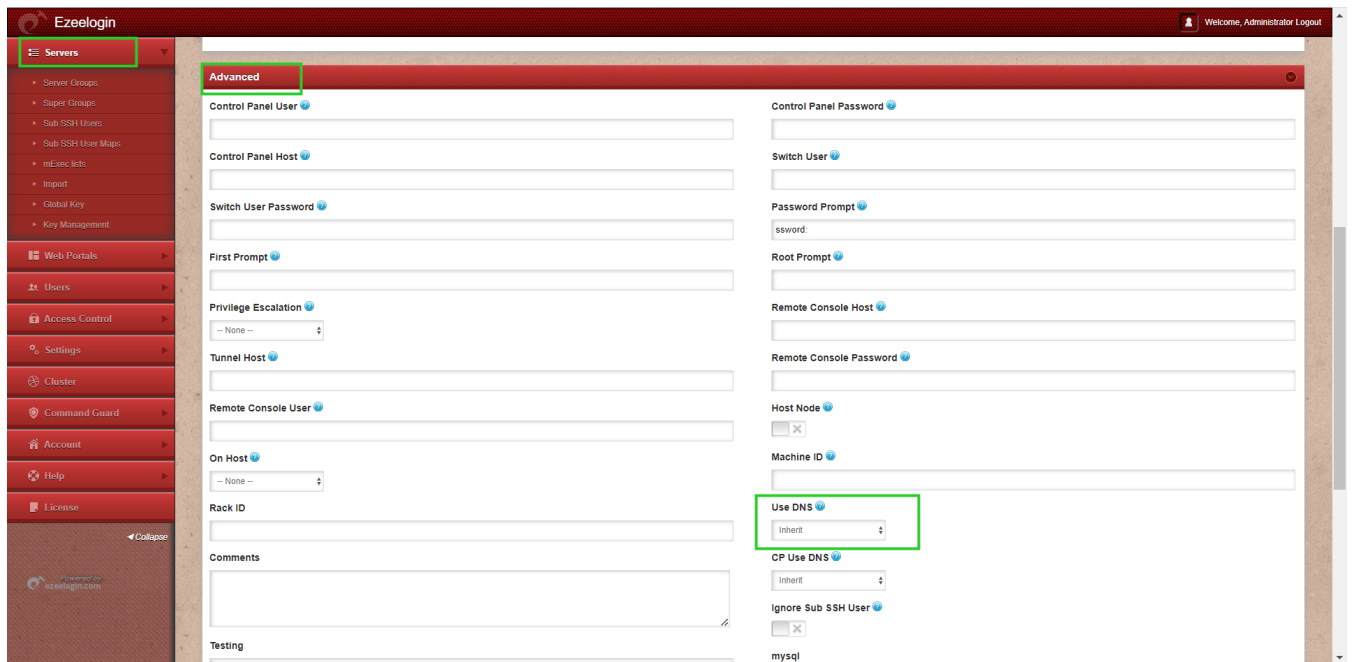 Ezeelogin
Welcome, Administrator Logout
Servers
Server Groups
Super Groups
Sub SSH Users
Sub SSH User Maps
mExec lists
Import
Global Key
Key Management
Web Portals
Users
Access Control
Settings
Cluster
Command Guard
Account
Help
License
Collapse
Powered by
ezeelogin.com
Advanced
Control Panel User
Control Panel Password
Control Panel Host
Switch User
Switch User Password
Password Prompt
ssword:
First Prompt
Root Prompt
Privilege Escalation
-- None --
Remote Console Host
Tunnel Host
Remote Console Password
Remote Console User
Host Node
On Host
-- None --
Machine ID
Rack ID
Use DNS
Inherit
Comments
CP Use DNS
Inherit
Ignore Sub SSH User
Testing
mysql